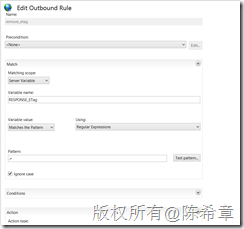 Edit Outbound Rule
Name:
remove_etag
Precondition:
<None>
Edit...
Match
Matching scope:
Server Variable
Variable name:
RESPONSE_ETag
Variable value:
Using:
Matches the Pattern
Regular Expressions
Pattern:
Test pattern...
Ignore case
Conditions
Action
Action type:
版权所有@陈希章